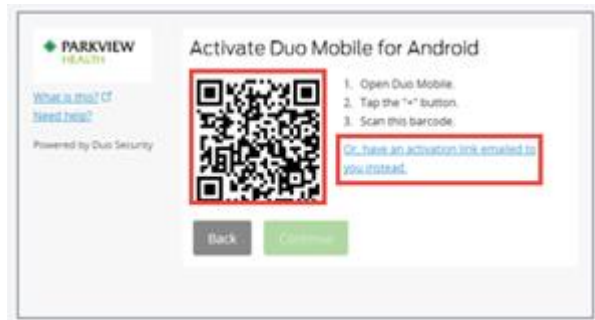 PARKVIEW
HEALTH
What is this?
Need help?
Powered by Duo Security
Activate Duo Mobile for Android
1. Open Duo Mobile.
2. Tap the "+" button.
3. Scan this barcode.
Or, have an activation link emailed to
you instead.
Back
Continue